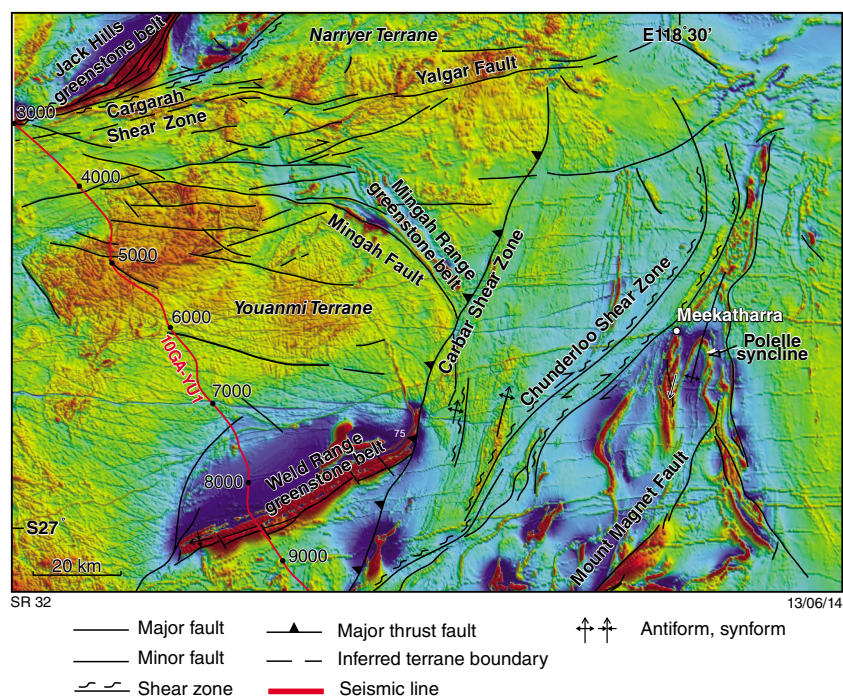 Jack Hills
greenstone belt
Narryer Terrane
E118°30'
Yalgar Fault
Cargarah
Shear Zone
3000
4000
Mingah Range
greenstone belt
Mingah Fault
5000
Carbar Shear Zone
Youanmi Terrane
6000
10GA-YU1
Chunderloo Shear Zone
Meekatharra
Polelle
syncline
7000
75
Weld Range
greenstone belt
8000
Mount Magnet Fault
S27°
9000
20 km
SR 32
13/06/14
Major fault
Major thrust fault
Antiform, synform
Minor fault
Inferred terrane boundary
Shear zone
Seismic line